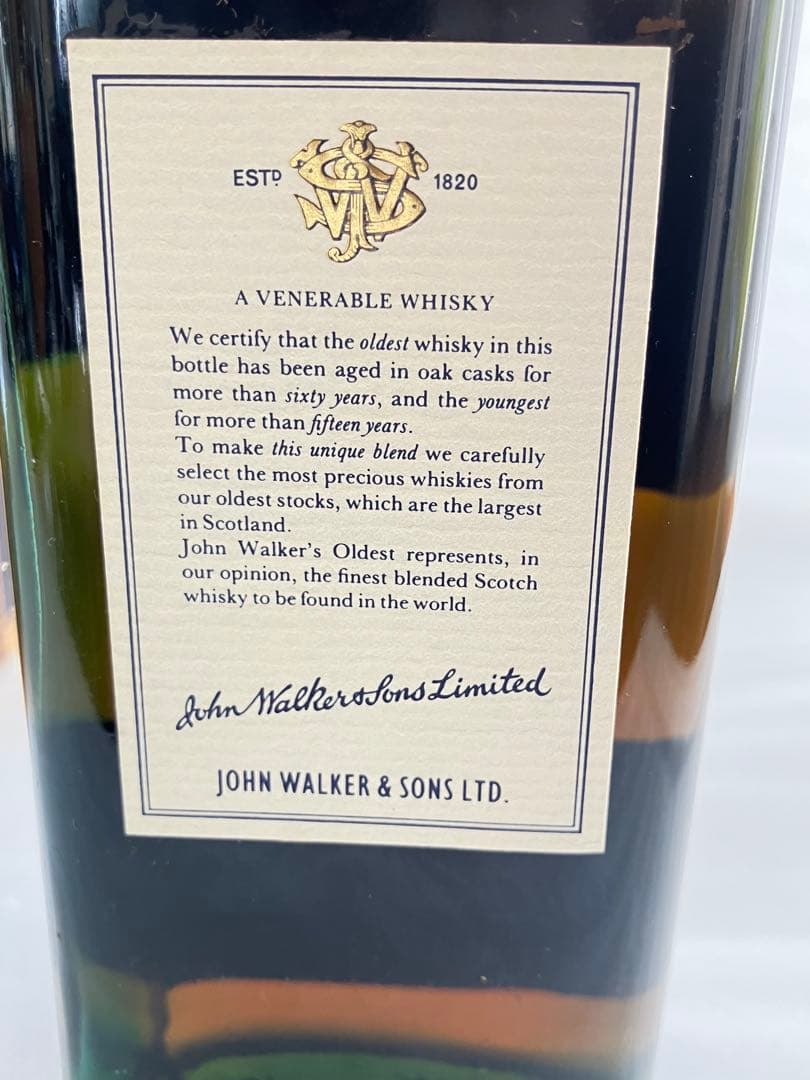 ESTD 1820
A VENERABLE WHISKY
We certify that the oldest whisky in this
bottle has been aged in oak casks for
more than sixty years, and the youngest
for more than fifteen years.
To make this unique blend we carefully
select the most precious whiskies from
our oldest stocks, which are the largest
in Scotland.
John Walker's Oldest represents, in
our opinion, the finest blended Scotch
whisky to be found in the world.
John Walker & Sons Limited
JOHN WALKER & SONS LTD.